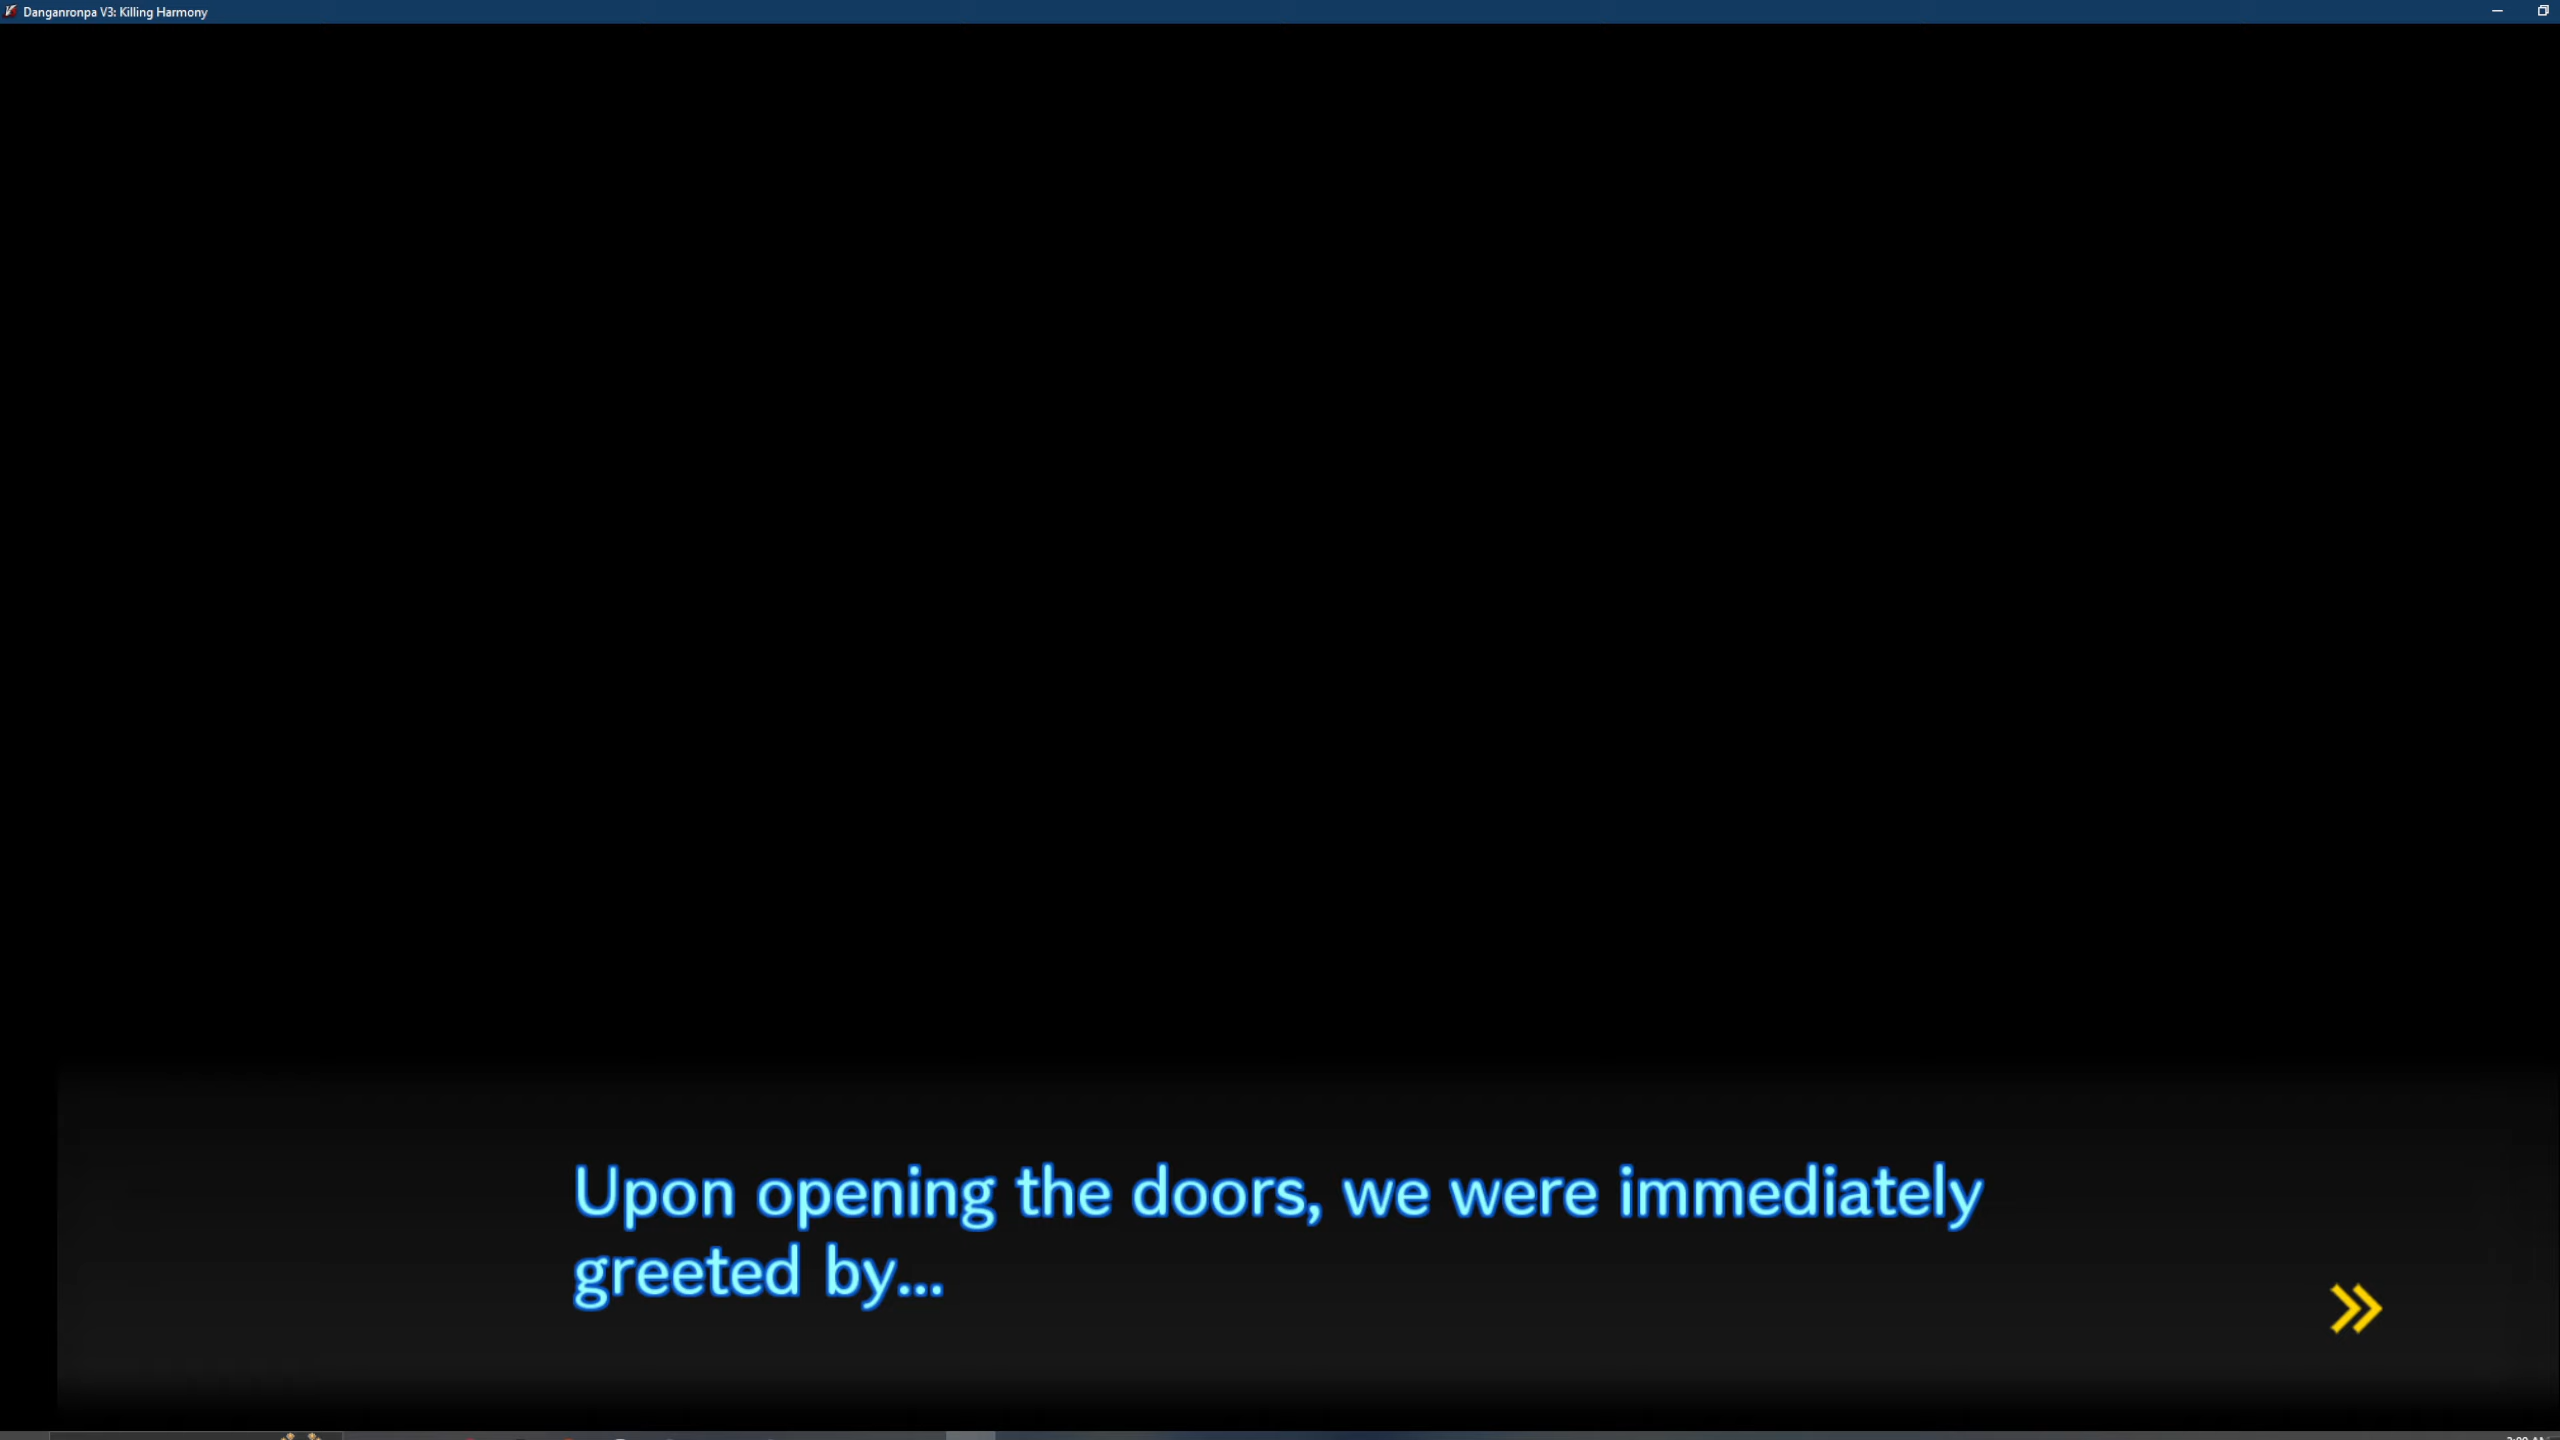 Danganronpa V3: Killing Harmony
Upon opening the doors, we were immediately
greeted by...